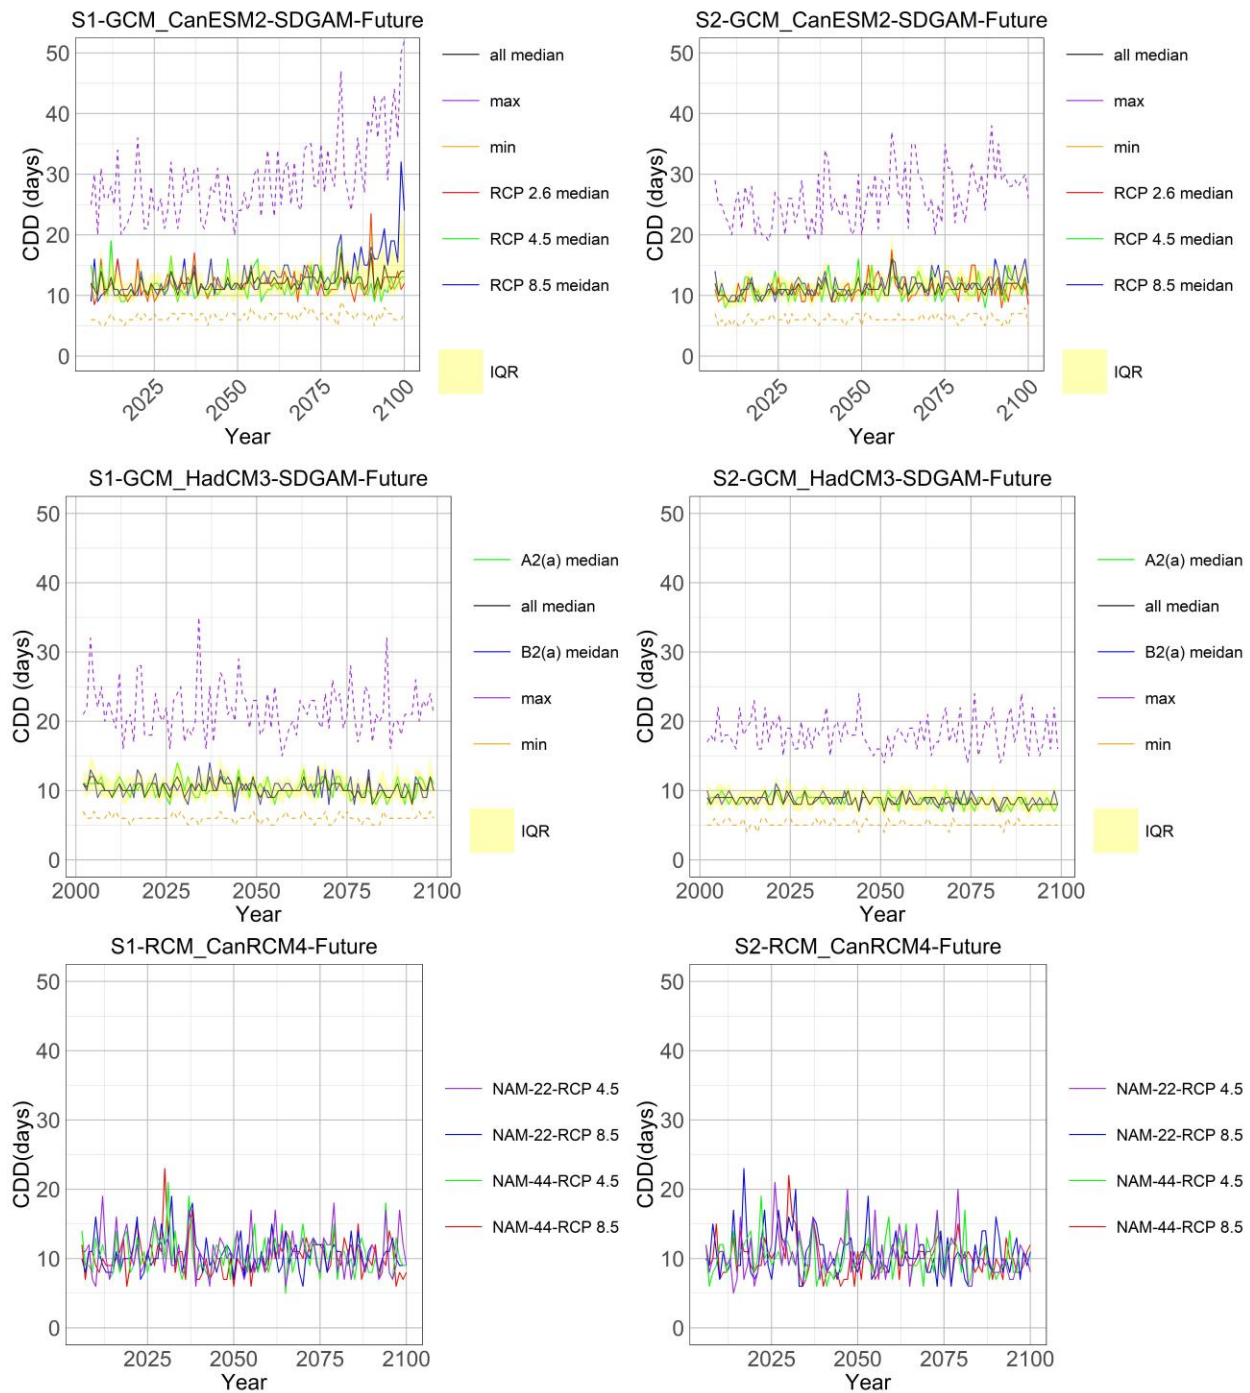 S1-GCM_CanESM2-SDGAM-Future
CDD (days)
50
40
30
20
10
0
2025
2050
2075
2100
Year
all median
max
min
RCP 2.6 median
RCP 4.5 median
RCP 8.5 meidan
IQR
S2-GCM_CanESM2-SDGAM-Future
CDD (days)
50
40
30
20
10
0
2025
2050
2075
2100
Year
all median
max
min
RCP 2.6 median
RCP 4.5 median
RCP 8.5 meidan
IQR
S1-GCM_HadCM3-SDGAM-Future
CDD (days)
50
40
30
20
10
0
2000
2025
2050
2075
2100
Year
A2(a) median
all median
B2(a) meidan
max
min
IQR
S2-GCM_HadCM3-SDGAM-Future
CDD (days)
50
40
30
20
10
0
2000
2025
2050
2075
2100
Year
A2(a) median
all median
B2(a) meidan
max
min
IQR
S1-RCM_CanRCM4-Future
CDD(days)
50
40
30
20
10
0
2025
2050
2075
2100
Year
NAM-22-RCP 4.5
NAM-22-RCP 8.5
NAM-44-RCP 4.5
NAM-44-RCP 8.5
S2-RCM_CanRCM4-Future
CDD(days)
50
40
30
20
10
0
2025
2050
2075
2100
Year
NAM-22-RCP 4.5
NAM-22-RCP 8.5
NAM-44-RCP 4.5
NAM-44-RCP 8.5